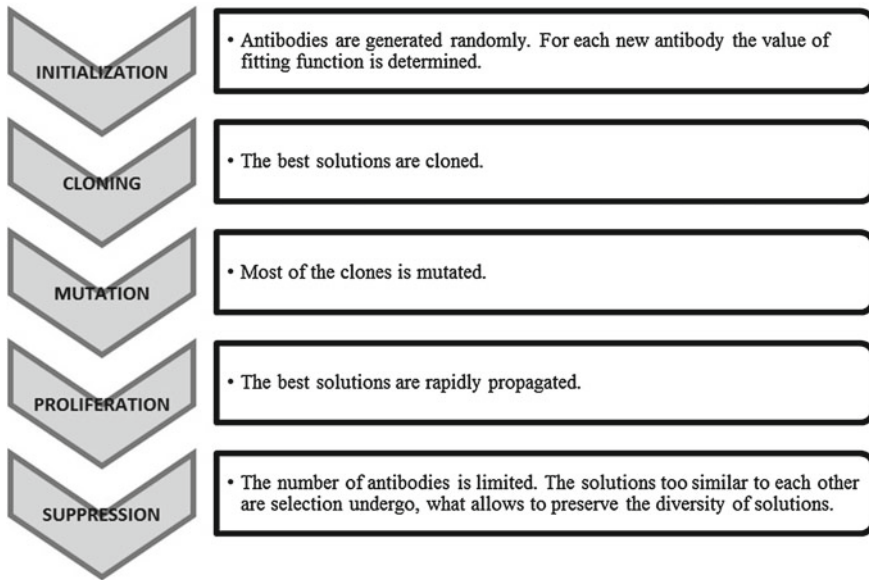 INITIALIZATION
• Antibodies are generated randomly. For each new antibody the value of
fitting function is determined.
CLONING
• The best solutions are cloned.
MUTATION
• Most of the clones is mutated.
PROLIFERATION
• The best solutions are rapidly propagated.
SUPPRESSION
• The number of antibodies is limited. The solutions too similar to each other
are selection undergo, what allows to preserve the diversity of solutions.